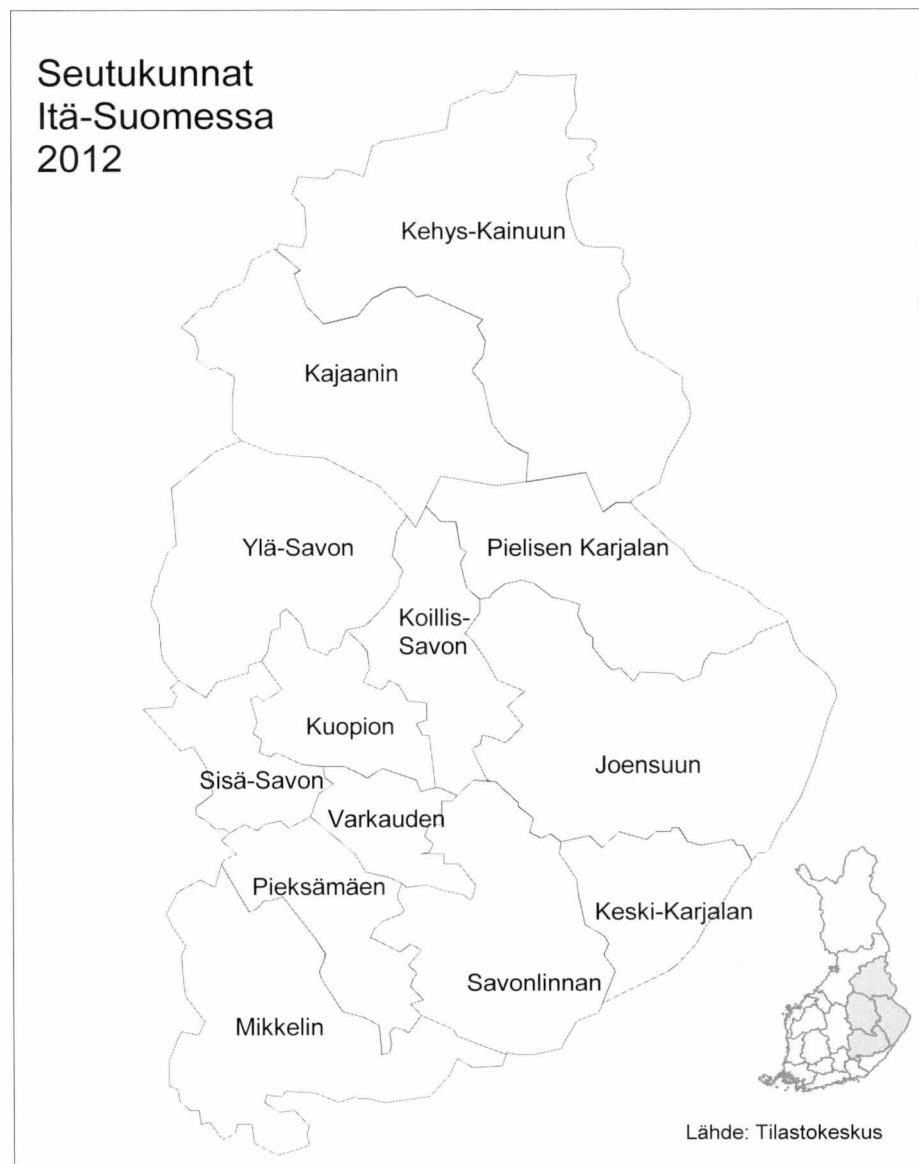 Seutukunnat
Itä-Suomessa
2012
Kehys-Kainuun
Kajaanin
Ylä-Savon
Pielisen Karjalan
Koillis-
Savon
Kuopion
Joensuun
Sisä-Savon
Varkauden
Pieksämäen
Keski-Karjalan
Savonlinnan
Mikkelin
Lähde: Tilastokeskus